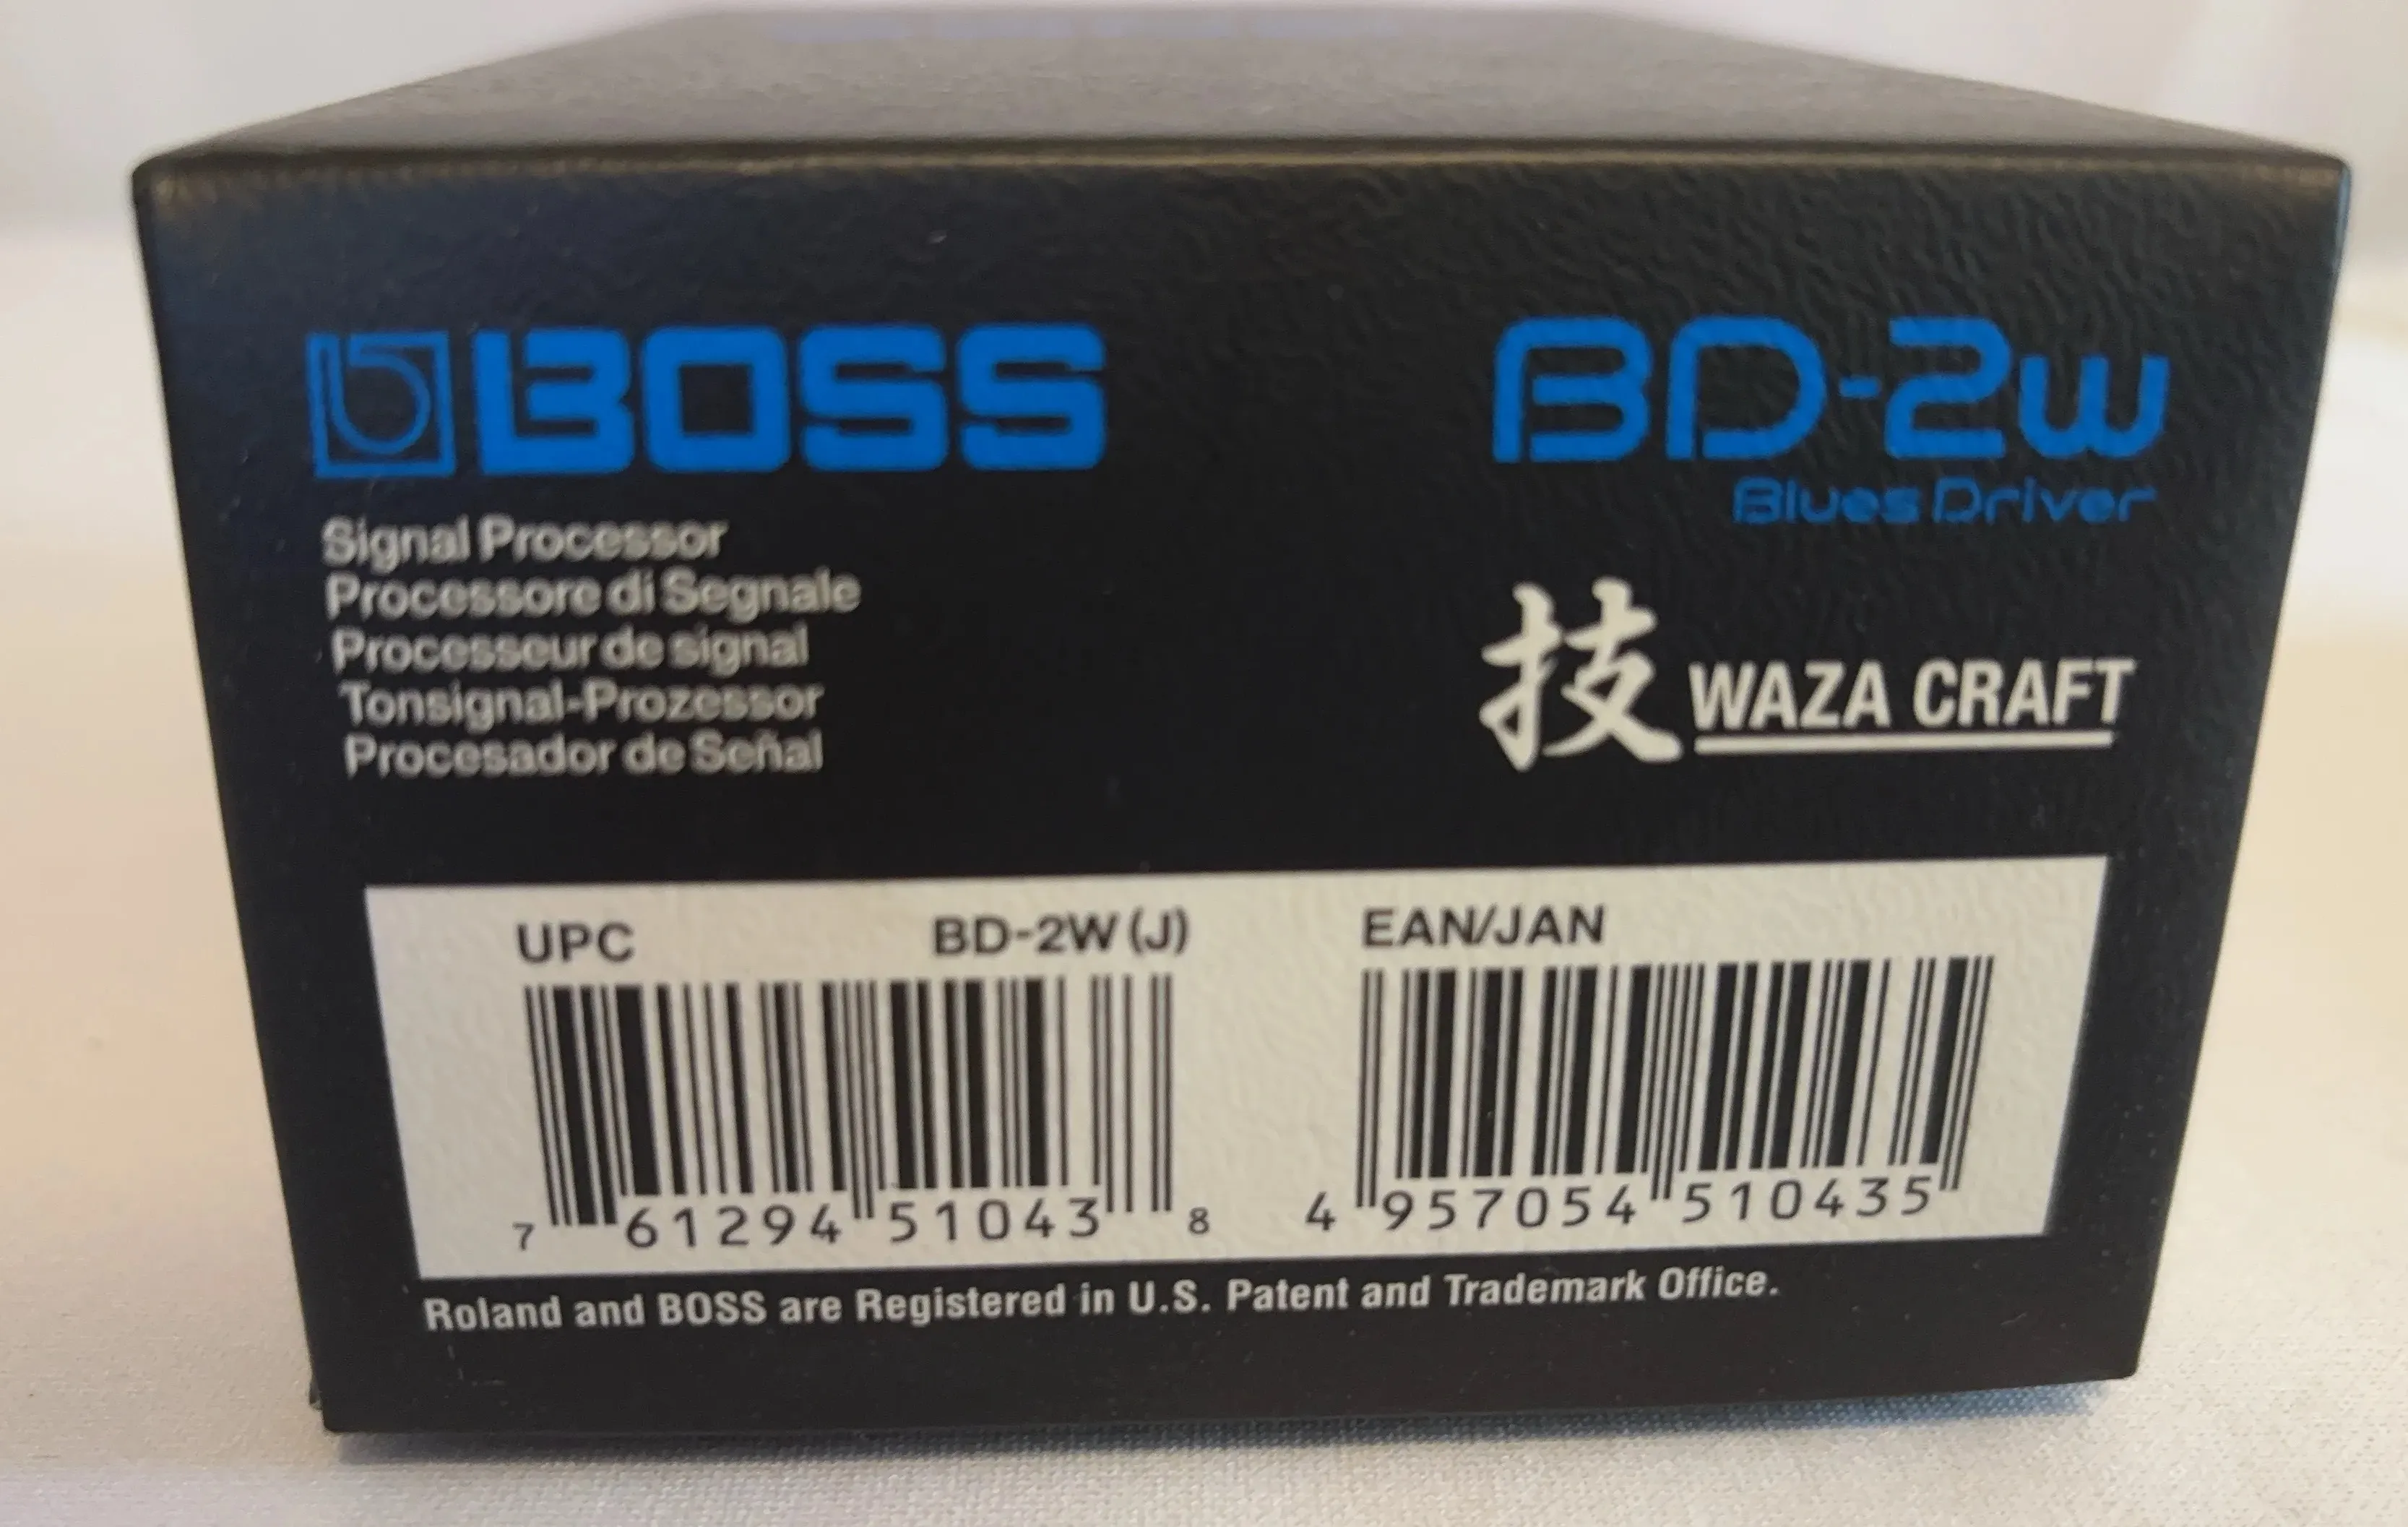 BOSS
BD-2w
Blues Driver
Signal Processor
Processore di Segnale
Processeur de signal
Tonsignal-Prozessor
Procesador de Señal
技 WAZA CRAFT
UPC BD-2W (J) EAN/JAN
7 61294 51043 8 4 957054 510435
Roland and BOSS are Registered in U.S. Patent and Trademark Office.